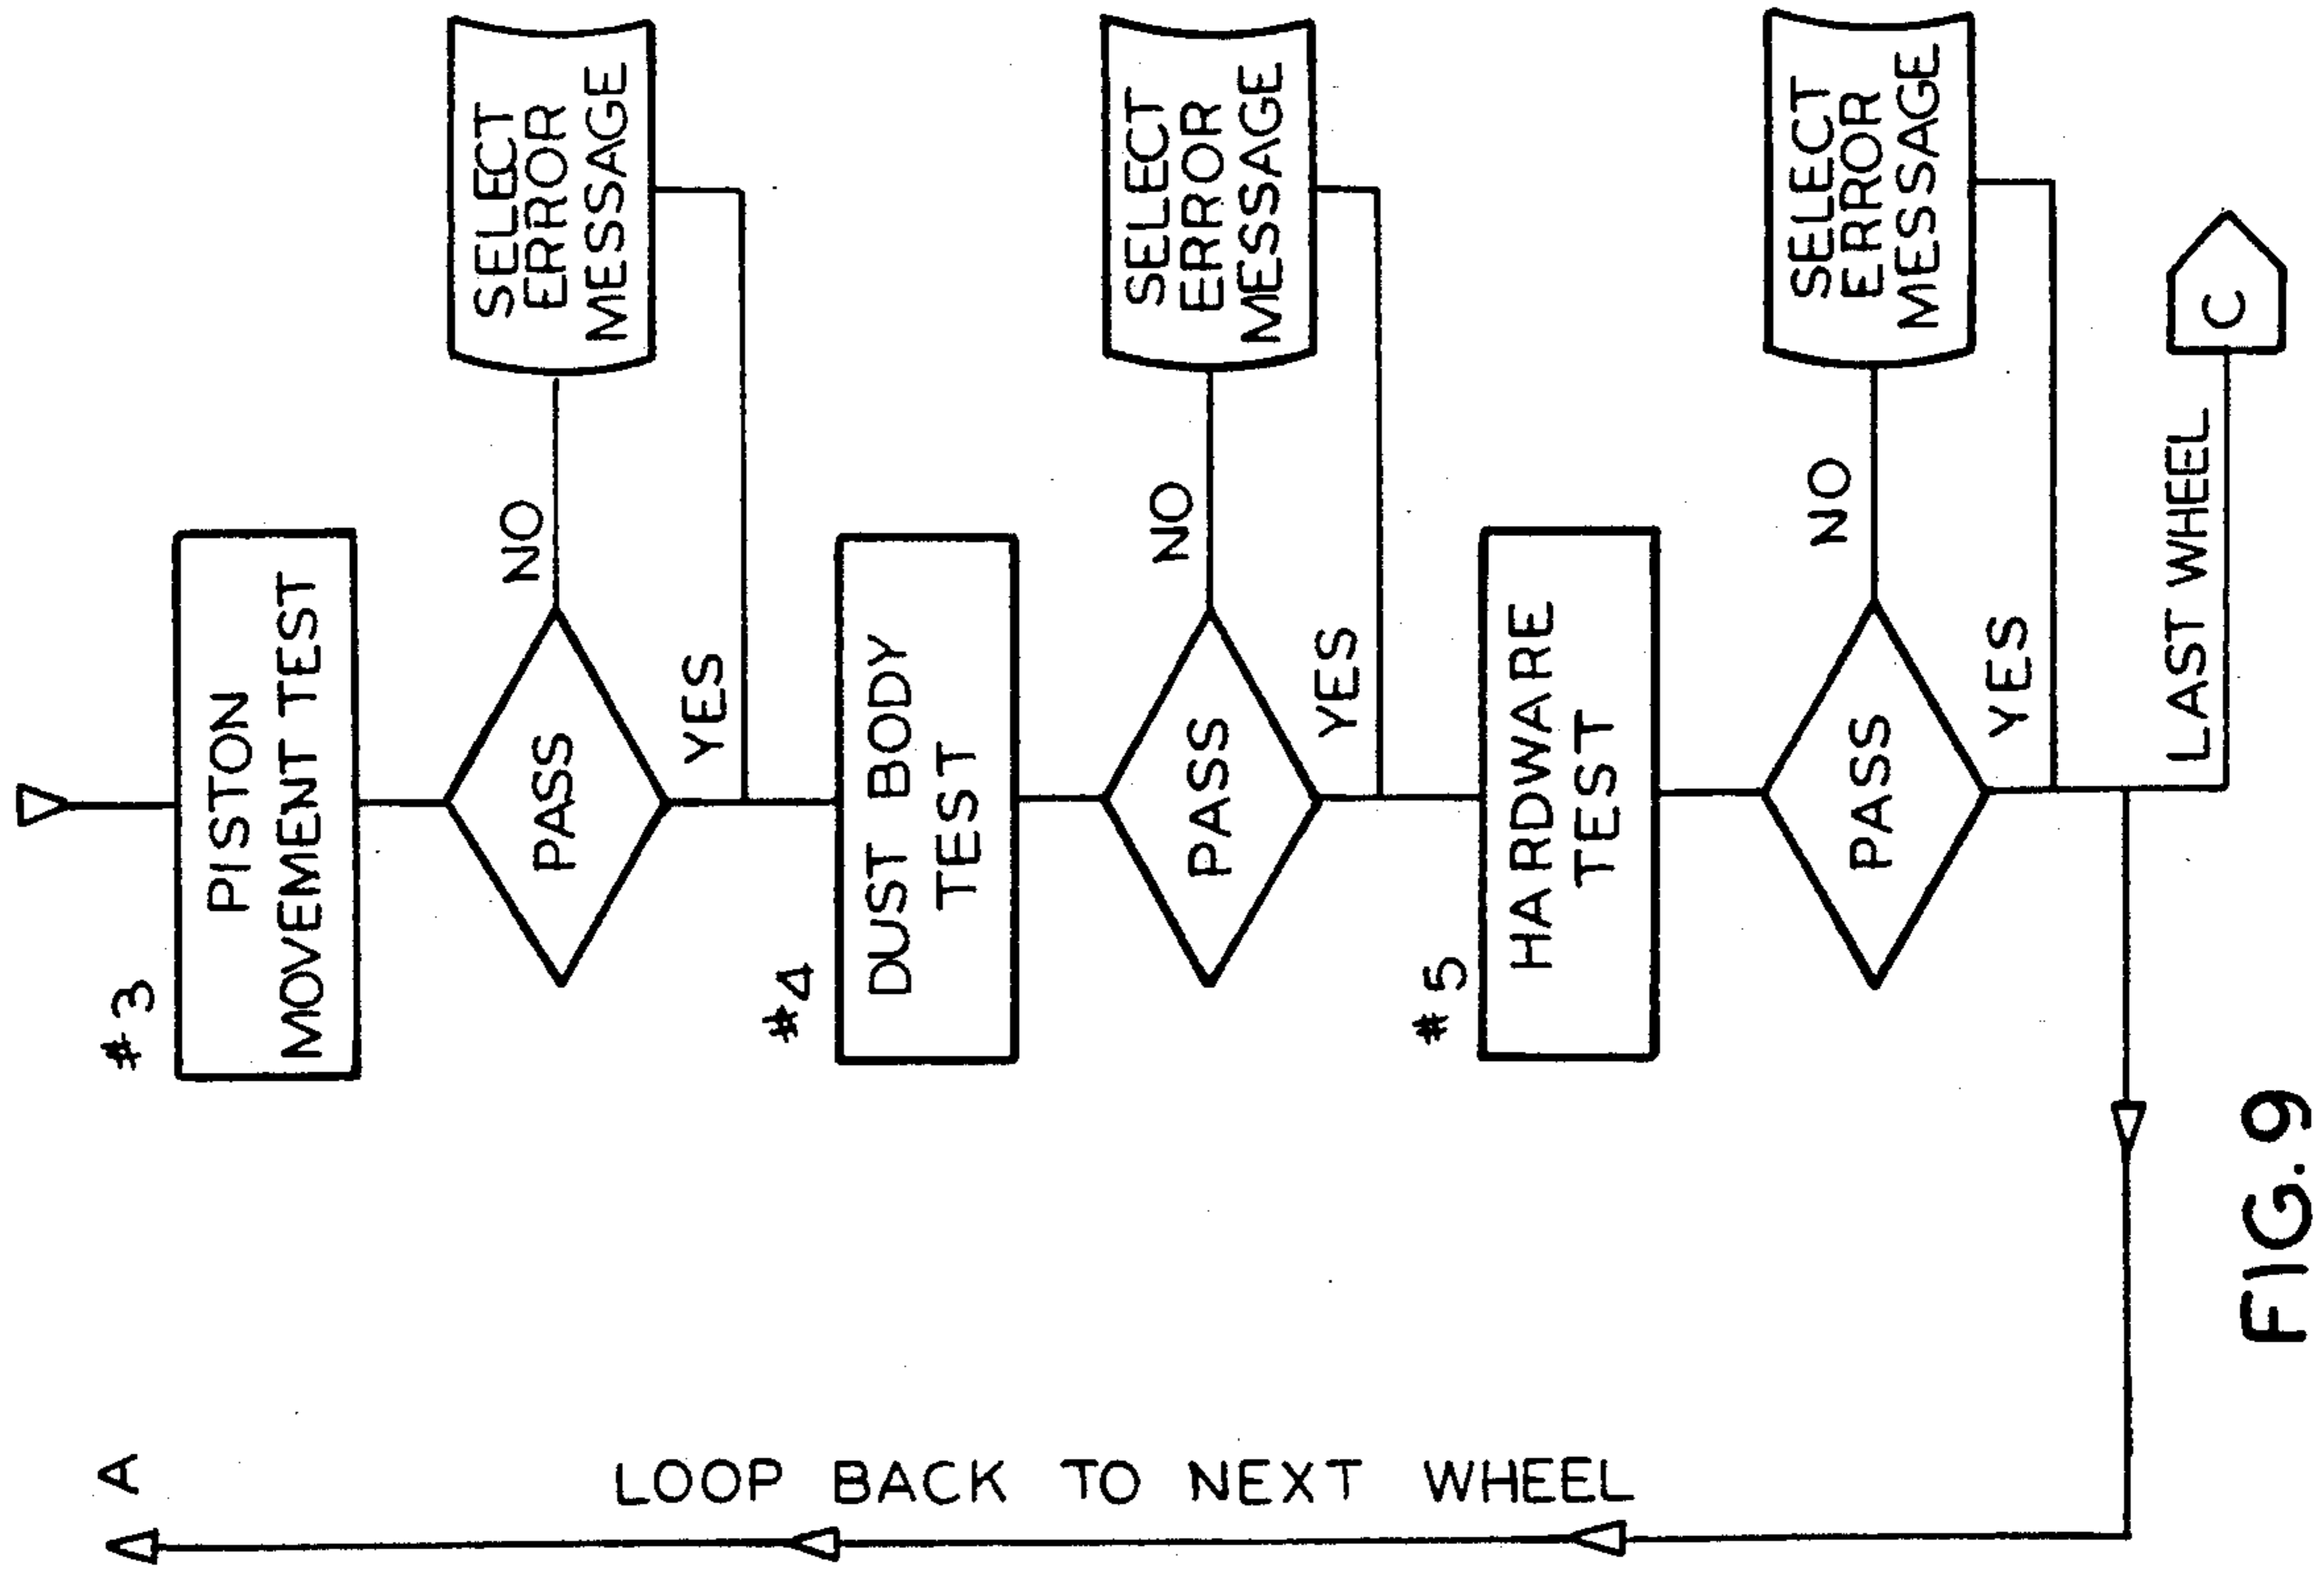 #3
PISTON
MOVEMENT TEST
PASS
NO
SELECT
ERROR
MESSAGE
YES
#4
DUST BODY
TEST
PASS
NO
SELECT
ERROR
MESSAGE
YES
#5
HARDWARE
TEST
PASS
NO
SELECT
ERROR
MESSAGE
YES
LAST WHEEL
C
A
LOOP BACK TO NEXT WHEEL
FIG.9